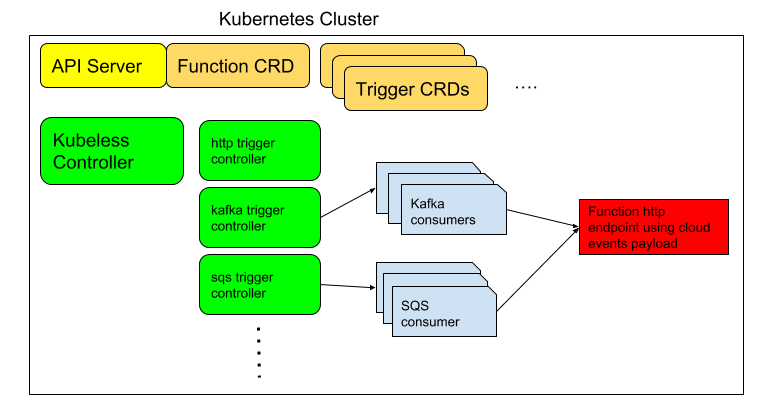 Kubernetes Cluster
API Server
Function CRD
Trigger CRDs
....
Kubeless
Controller
http trigger
controller
kafka trigger
controller
sqs trigger
controller
Kafka
consumers
SQS
consumer
Function http
endpoint using cloud
events payload